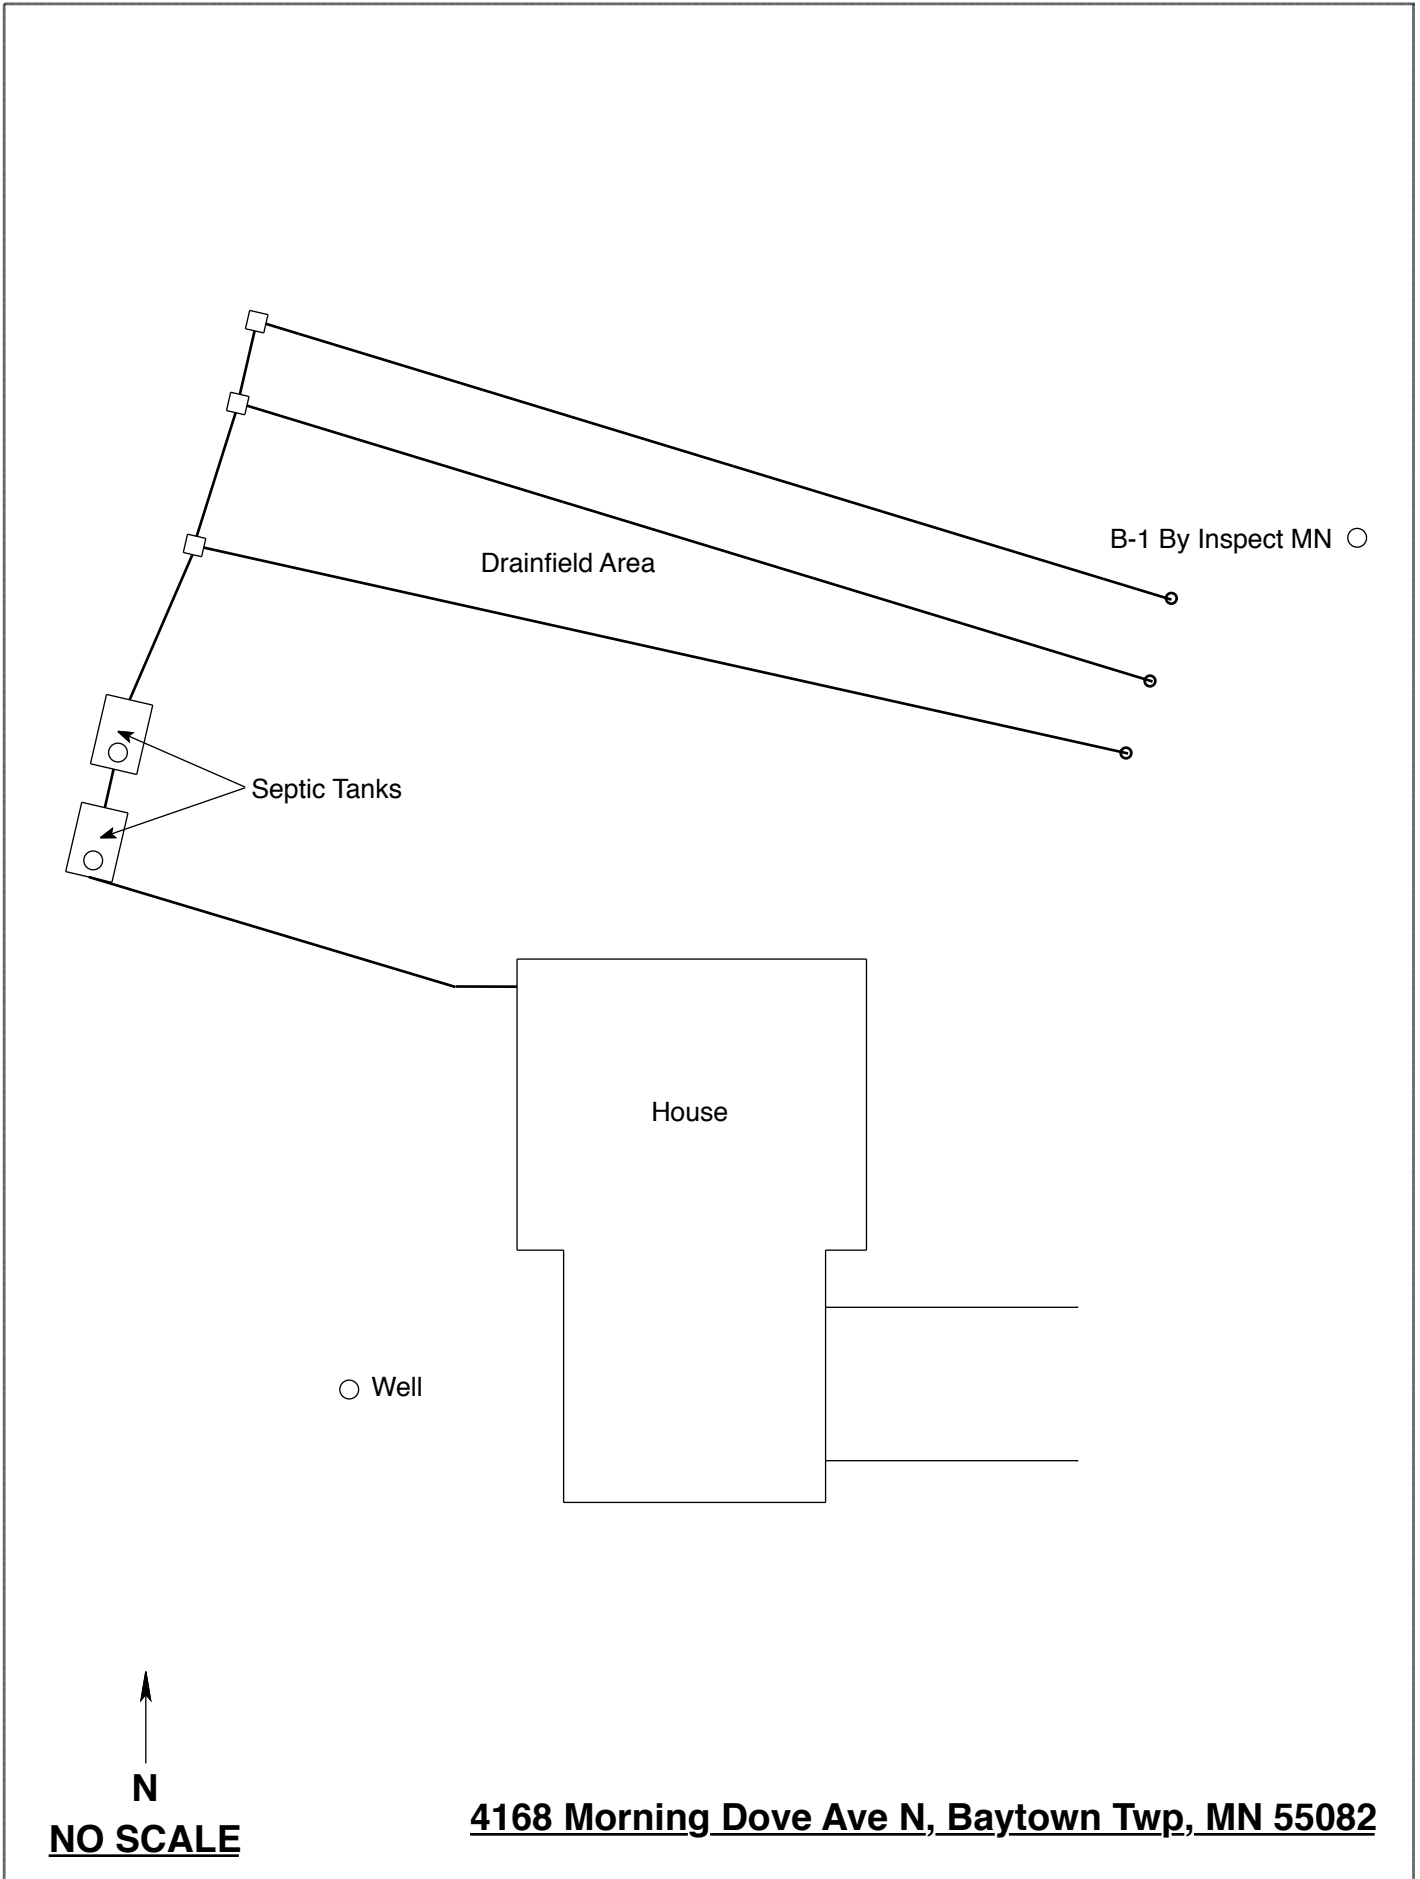 B-1 By Inspect MN
Drainfield Area
Septic Tanks
House
Well
N
NO SCALE
4168 Morning Dove Ave N, Baytown Twp, MN 55082